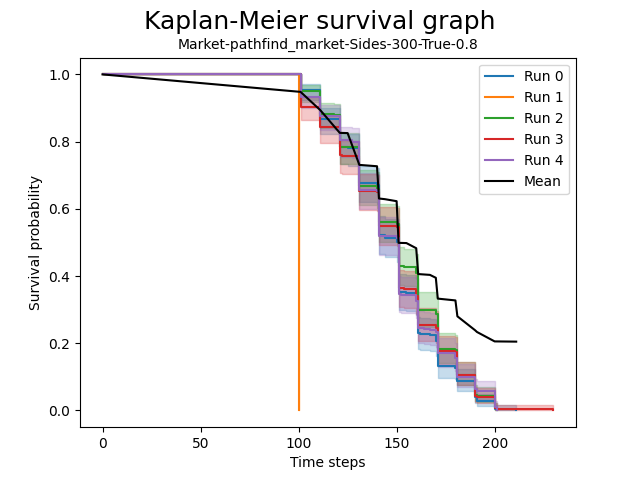 Kaplan-Meier survival graph
Market-pathfind_market-Sides-300-True-0.8
Survival probability
1.0
0.8
0.6
0.4
0.2
0.0
Run 0
Run 1
Run 2
Run 3
Run 4
Mean
0 50 100 150 200
Time steps